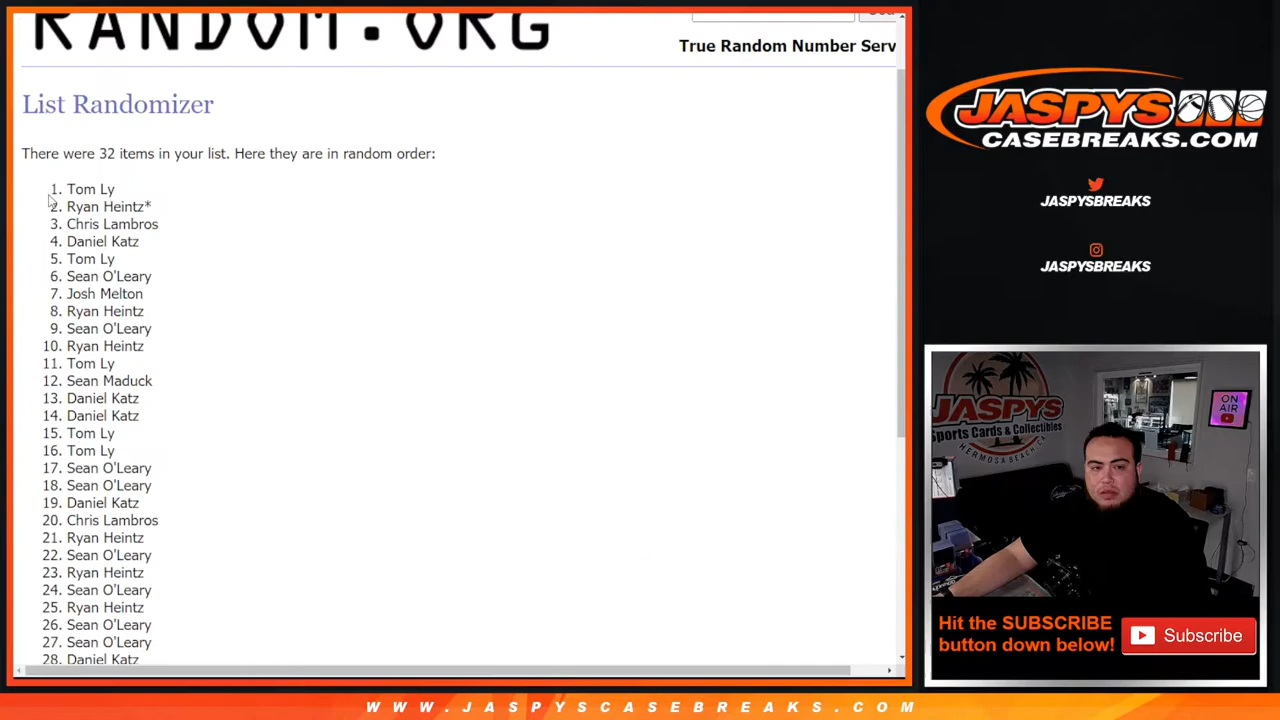 RANDOM.ORG
True Random Number Serv
List Randomizer
There were 32 items in your list. Here they are in random order:
1. Tom Ly
2. Ryan Heintz*
3. Chris Lambros
4. Daniel Katz
5. Tom Ly
6. Sean O'Leary
7. Josh Melton
8. Ryan Heintz
9. Sean O'Leary
10. Ryan Heintz
11. Tom Ly
12. Sean Maduck
13. Daniel Katz
14. Daniel Katz
15. Tom Ly
16. Tom Ly
17. Sean O'Leary
18. Sean O'Leary
19. Daniel Katz
20. Chris Lambros
21. Ryan Heintz
22. Sean O'Leary
23. Ryan Heintz
24. Sean O'Leary
25. Ryan Heintz
26. Sean O'Leary
27. Sean O'Leary
28. Daniel Katz
JASPYS
CASEBREAKS.COM
JASPYSBREAKS
JASPYSBREAKS
JASPYS
Sports Cards & Collectibles
HERMOSA BEACH, CA
ON
AIR
Hit the SUBSCRIBE
button down below!
Subscribe
WWW.JASPYSCASEBREAKS.COM